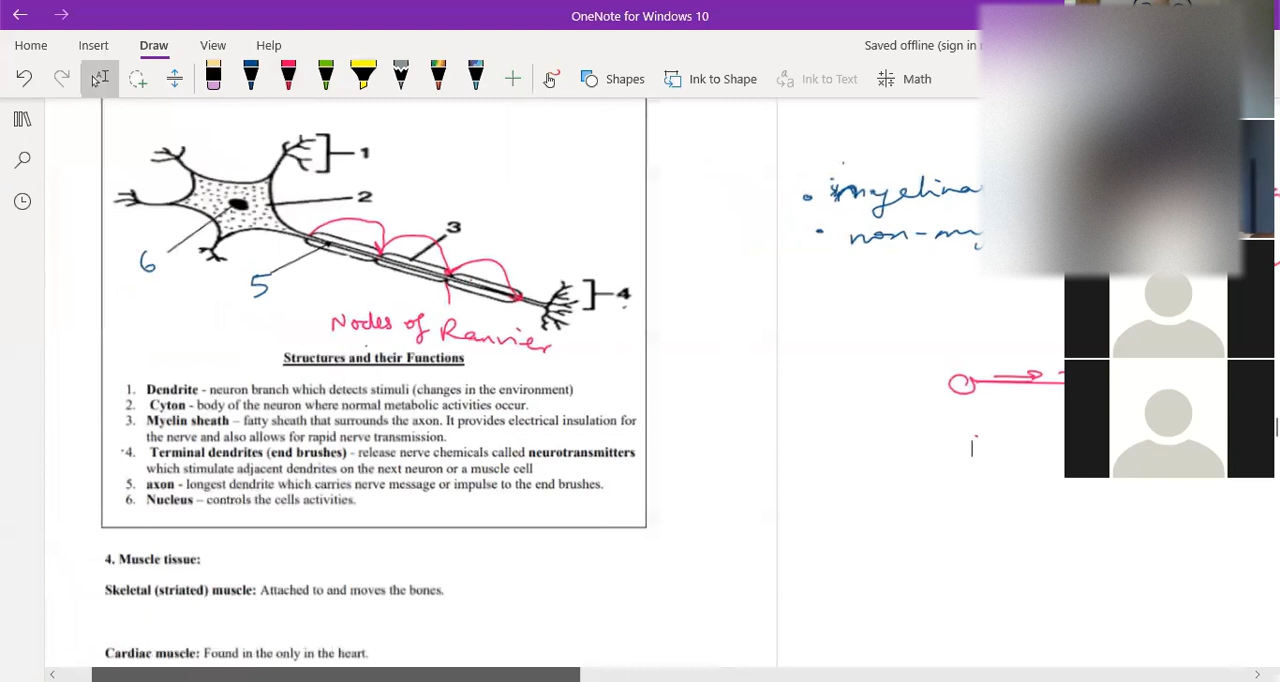 OneNote for Windows 10
Home Insert Draw View Help
Saved offline (sign in
Shapes Ink to Shape Ink to Text Math
1
2
3
6
5
4
Nodes of Ranvier
Structures and their Functions
1. Dendrite - neuron branch which detects stimuli (changes in the environment)
2. Cyton - body of the neuron where normal metabolic activities occur.
3. Myelin sheath – fatty sheath that surrounds the axon. It provides electrical insulation for
the nerve and also allows for rapid nerve transmission.
4. Terminal dendrites (end brushes) - release nerve chemicals called neurotransmitters
which stimulate adjacent dendrites on the next neuron or a muscle cell
5. axon - longest dendrite which carries nerve message or impulse to the end brushes.
6. Nucleus – controls the cells activities.
4. Muscle tissue:
Skeletal (striated) muscle: Attached to and moves the bones.
Cardiac muscle: Found in the only in the heart.
• myelina
• non-my